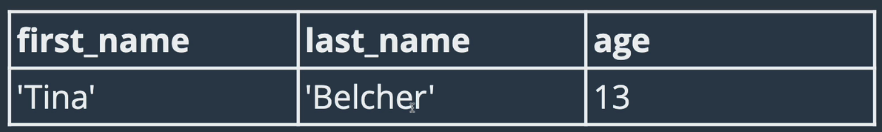 first_name last_name age
'Tina' 'Belcher' 13